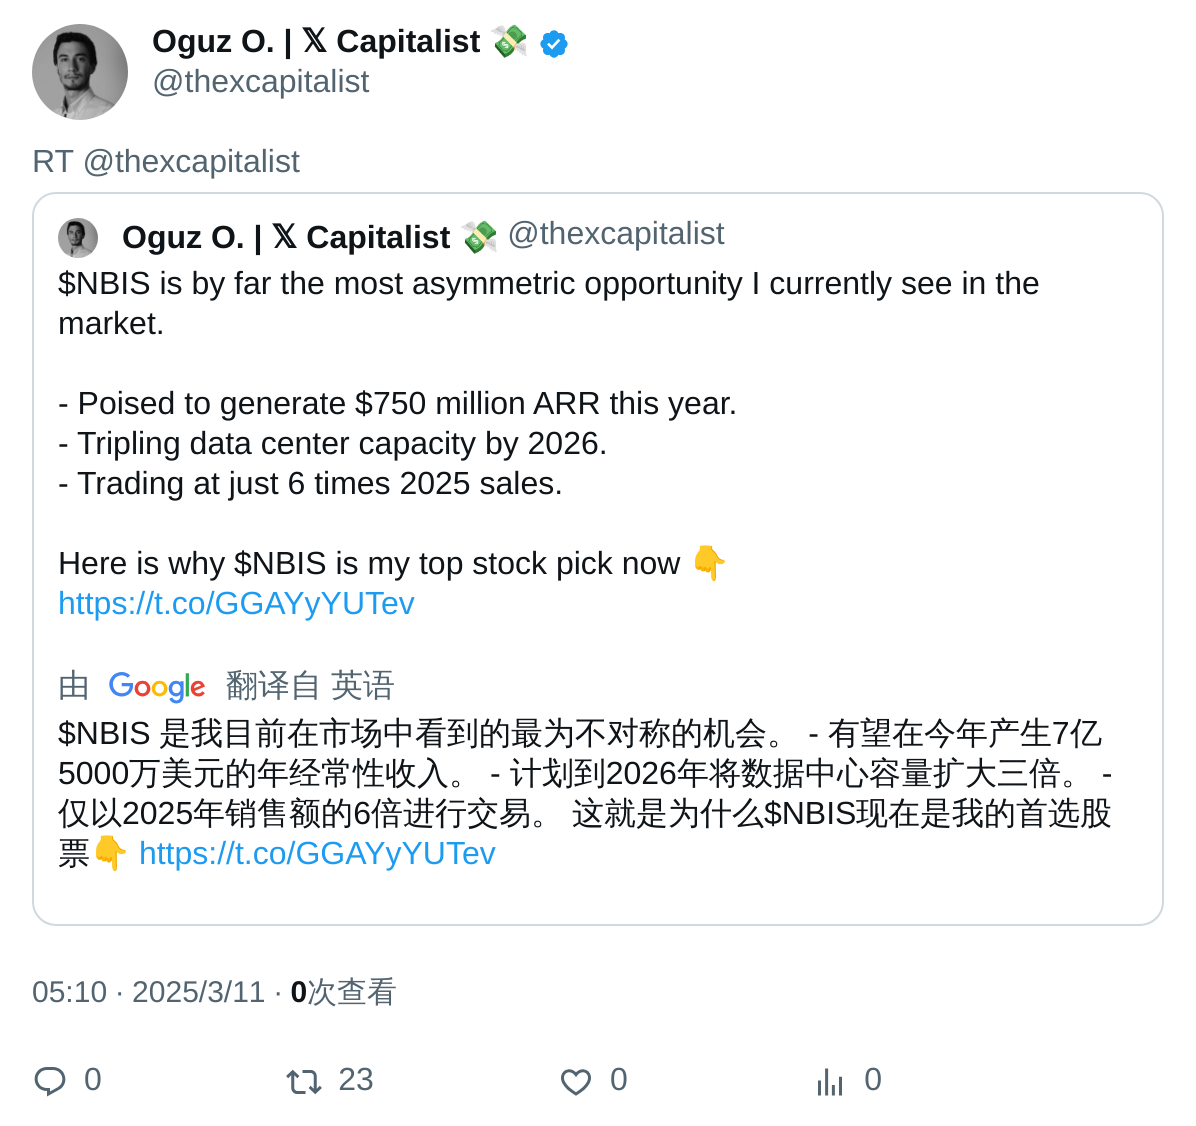 Oguz O. | 𝕏 Capitalist 💸
@thexcapitalist
RT @thexcapitalist
Oguz O. | 𝕏 Capitalist 💸 @thexcapitalist
$NBIS is by far the most asymmetric opportunity I currently see in the
market.
- Poised to generate $750 million ARR this year.
- Tripling data center capacity by 2026.
- Trading at just 6 times 2025 sales.
Here is why $NBIS is my top stock pick now 👇
https://t.co/GGAYyYUTev
由 Google 翻译自 英语
$NBIS 是我目前在市场中看到的最为不对称的机会。 - 有望在今年产生7亿
5000万美元的年经常性收入。 - 计划到2026年将数据中心容量扩大三倍。 -
仅以2025年销售额的6倍进行交易。 这就是为什么$NBIS现在是我的首选股
票👇 https://t.co/GGAYyYUTev
05:10 · 2025/3/11 · 0次查看
0 23 0 0